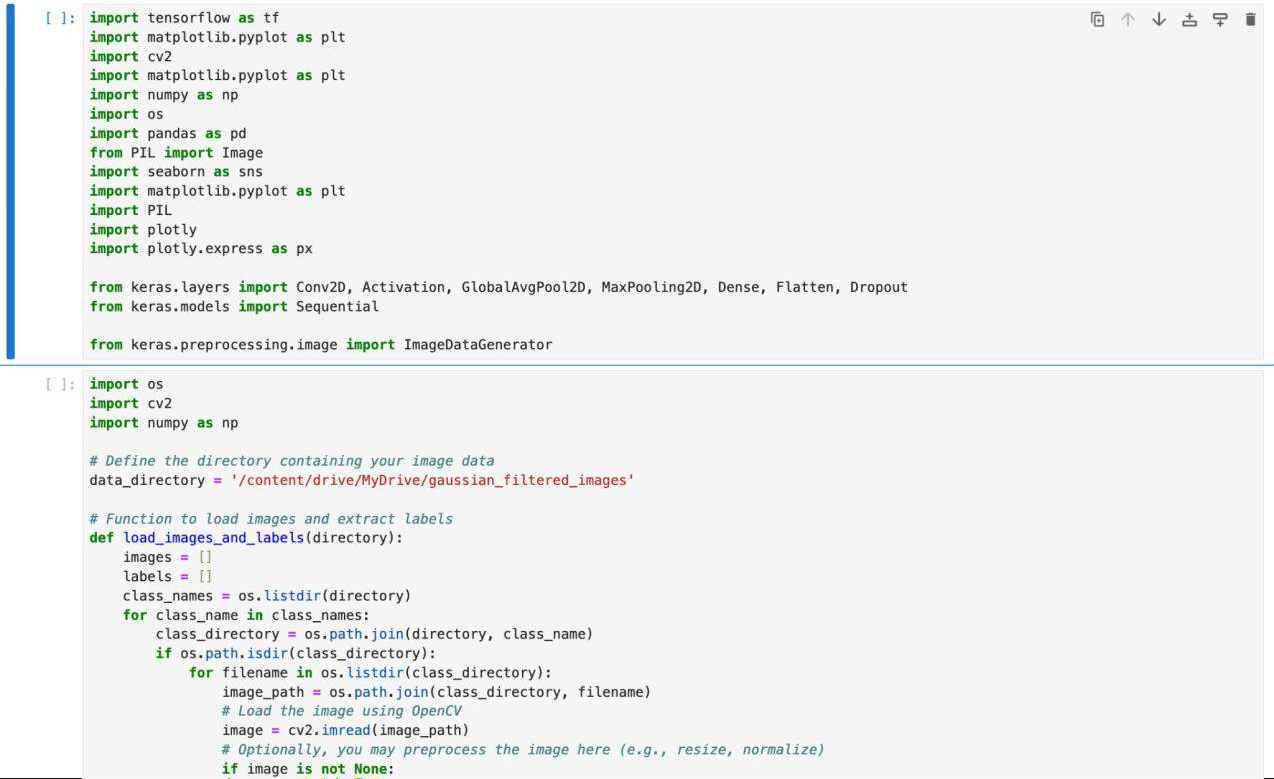 [ ]: import tensorflow as tf
import matplotlib.pyplot as plt
import cv2
import matplotlib.pyplot as plt
import numpy as np
import os
import pandas as pd
from PIL import Image
import seaborn as sns
import matplotlib.pyplot as plt
import PIL
import plotly
import plotly.express as px

from keras.layers import Conv2D, Activation, GlobalAvgPool2D, MaxPooling2D, Dense, Flatten, Dropout
from keras.models import Sequential

from keras.preprocessing.image import ImageDataGenerator
[ ]: import os
import cv2
import numpy as np

# Define the directory containing your image data
data_directory = '/content/drive/MyDrive/gaussian_filtered_images'

# Function to load images and extract labels
def load_images_and_labels(directory):
    images = []
    labels = []
    class_names = os.listdir(directory)
    for class_name in class_names:
        class_directory = os.path.join(directory, class_name)
        if os.path.isdir(class_directory):
            for filename in os.listdir(class_directory):
                image_path = os.path.join(class_directory, filename)
                # Load the image using OpenCV
                image = cv2.imread(image_path)
                # Optionally, you may preprocess the image here (e.g., resize, normalize)
                if image is not None: